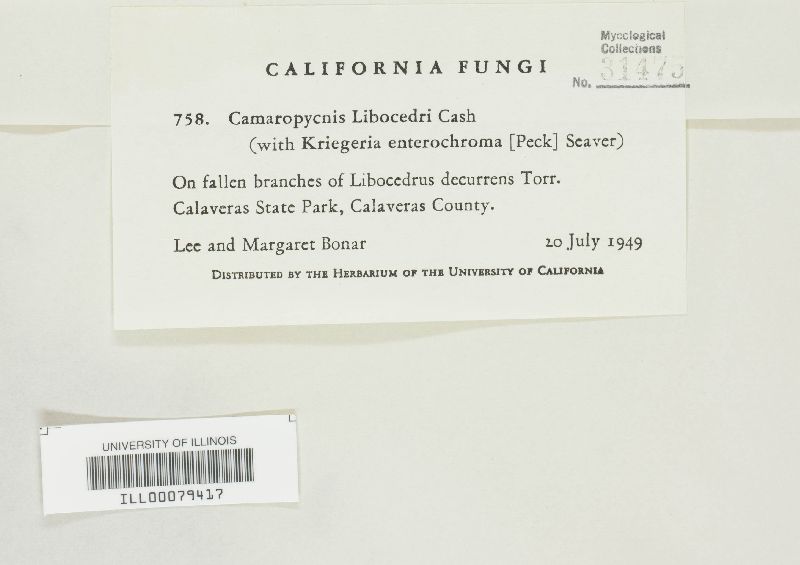 Mycological
Collections
No. 31473
CALIFORNIA FUNGI
758. Camaropycnis Libocedri Cash
(with Kriegeria enterochroma [Peck] Seaver)
On fallen branches of Libocedrus decurrens Torr.
Calaveras State Park, Calaveras County.
Lee and Margaret Bonar 20 July 1949
DISTRIBUTED BY THE HERBARIUM OF THE UNIVERSITY OF CALIFORNIA
UNIVERSITY OF ILLINOIS
ILL00079417